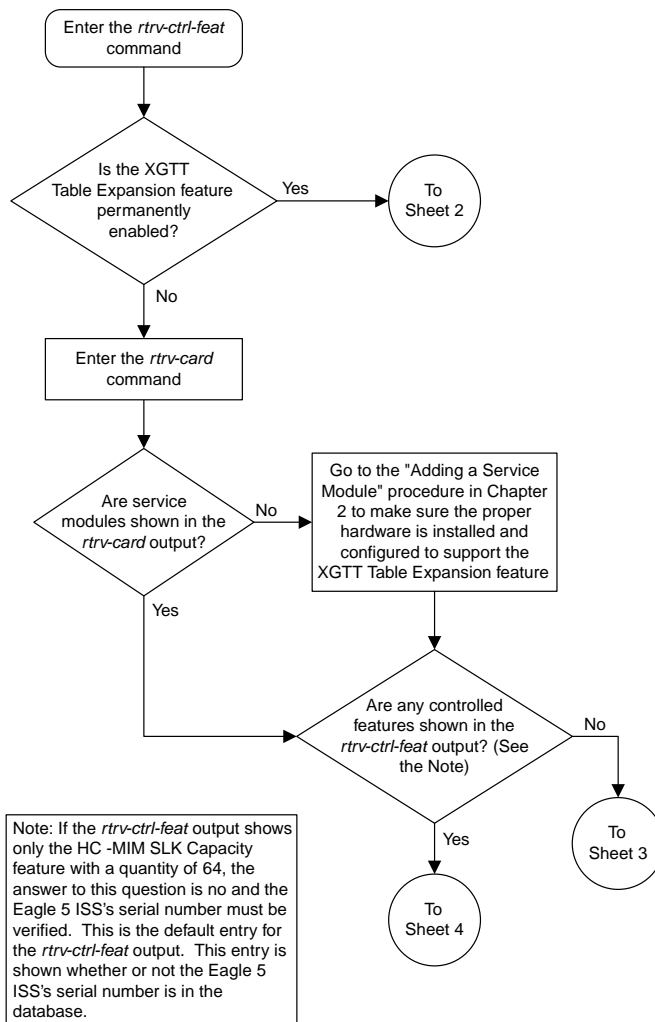 Enter the rtrv-ctrl-feat
command
Is the XGTT
Table Expansion feature
permanently
enabled?
Yes
To
Sheet 2
No
Enter the rtrv-card
command
Are service
modules shown in the
rtrv-card output?
No
Go to the "Adding a Service
Module" procedure in Chapter
2 to make sure the proper
hardware is installed and
configured to support the
XGTT Table Expansion feature
Yes
Are any controlled
features shown in the
rtrv-ctrl-feat output? (See
the Note)
No
To
Sheet 3
Yes
To
Sheet 4
Note: If the rtrv-ctrl-feat output shows
only the HC -MIM SLK Capacity
feature with a quantity of 64, the
answer to this question is no and the
Eagle 5 ISS's serial number must be
verified.  This is the default entry for
the rtrv-ctrl-feat output.  This entry is
shown whether or not the Eagle 5
ISS's serial number is in the
database.